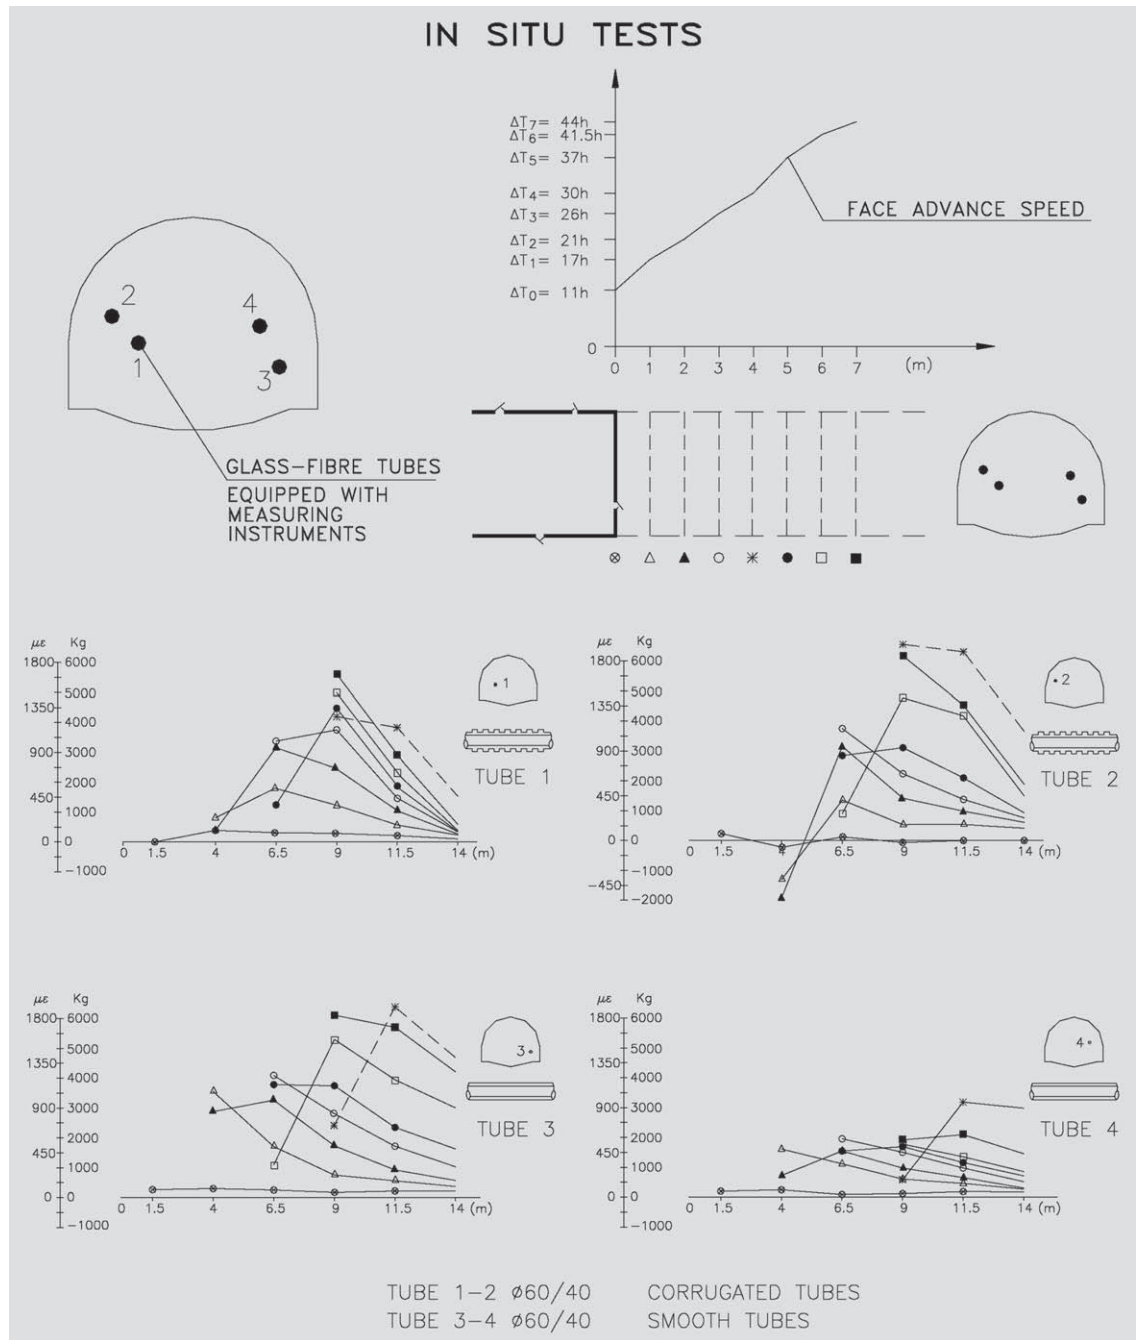 IN SITU TESTS
ΔT7= 44h
ΔT6= 41.5h
ΔT5= 37h
ΔT4= 30h
ΔT3= 26h
ΔT2= 21h
ΔT1= 17h
ΔT0= 11h
FACE ADVANCE SPEED
0
0 1 2 3 4 5 6 7 (m)
2 4
1 3
GLASS-FIBRE TUBES
EQUIPPED WITH
MEASURING
INSTRUMENTS
με Kg
1800 6000
5000
1350
4000
900 3000
2000
450
1000
0 0
-1000
0 1.5 4 6.5 9 11.5 14 (m)
1
TUBE 1
με Kg
1800 6000
5000
1350
4000
900 3000
2000
450
1000
0 0
-1000
-450
-2000
0 1.5 4 6.5 9 11.5 14 (m)
2
TUBE 2
με Kg
1800 6000
5000
1350
4000
900 3000
2000
450
1000
0 0
-1000
0 1.5 4 6.5 9 11.5 14 (m)
3
TUBE 3
με Kg
1800 6000
5000
1350
4000
900 3000
2000
450
1000
0 0
-1000
0 1.5 4 6.5 9 11.5 14 (m)
4
TUBE 4
TUBE 1-2 ø60/40 CORRUGATED TUBES
TUBE 3-4 ø60/40 SMOOTH TUBES